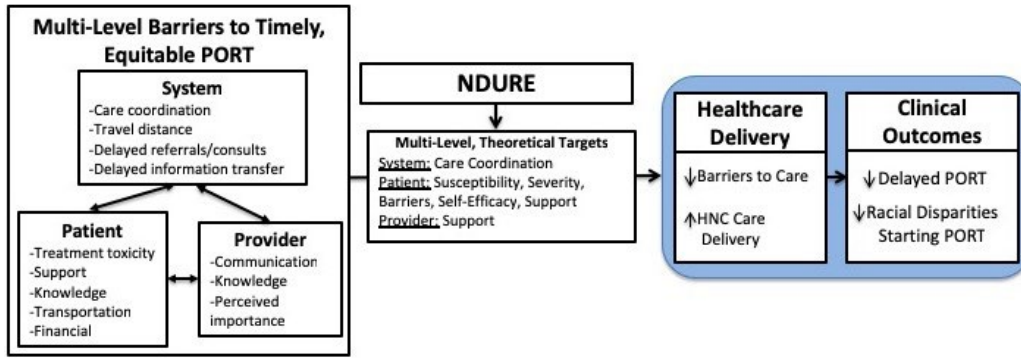 Multi-Level Barriers to Timely,
Equitable PORT
System
-Care coordination
-Travel distance
-Delayed referrals/consults
-Delayed information transfer
Patient
-Treatment toxicity
-Support
-Knowledge
-Transportation
-Financial
Provider
-Communication
-Knowledge
-Perceived
importance
NDURE
Multi-Level, Theoretical Targets
System: Care Coordination
Patient: Susceptibility, Severity,
Barriers, Self-Efficacy, Support
Provider: Support
Healthcare
Delivery
↓Barriers to Care
↑HNC Care
Delivery
Clinical
Outcomes
↓Delayed PORT
↓Racial Disparities
Starting PORT